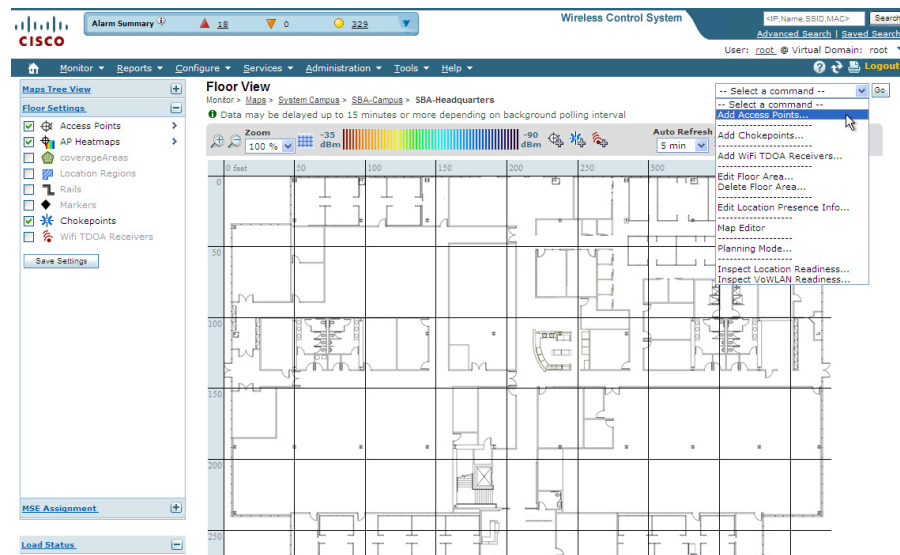 Alarm Summary 18 0 329
Wireless Control System
<IP,Name,SSID,MAC> Search
CISCO
Advanced Search | Saved Search
User: root @ Virtual Domain: root
Monitor Reports Configure Services Administration Tools Help Logout
Maps Tree View
Floor Settings
Access Points
AP Heatmaps
coverageAreas
Location Regions
Rails
Markers
Chokepoints
Wifi TDOA Receivers
Save Settings
MSE Assignment
Load Status
Floor View
Monitor > Maps > System Campus > SBA-Campus > SBA-Headquarters
Data may be delayed up to 15 minutes or more depending on background polling interval
Zoom
100 %
-35 dBm
-90 dBm
Auto Refresh
5 min
-- Select a command -- Go
-- Select a command --
Add Access Points...
------------------------
Add Chokepoints...
------------------------
Add WiFi TDOA Receivers...
------------------------
Edit Floor Area...
Delete Floor Area...
------------------------
Edit Location Presence Info...
-------------------
Map Editor
-------------------
Planning Mode...
-------------------
Inspect Location Readiness...
Inspect VoWLAN Readiness...
0 feet 50 100 150 200 250 300
0
50
100
150
200
250